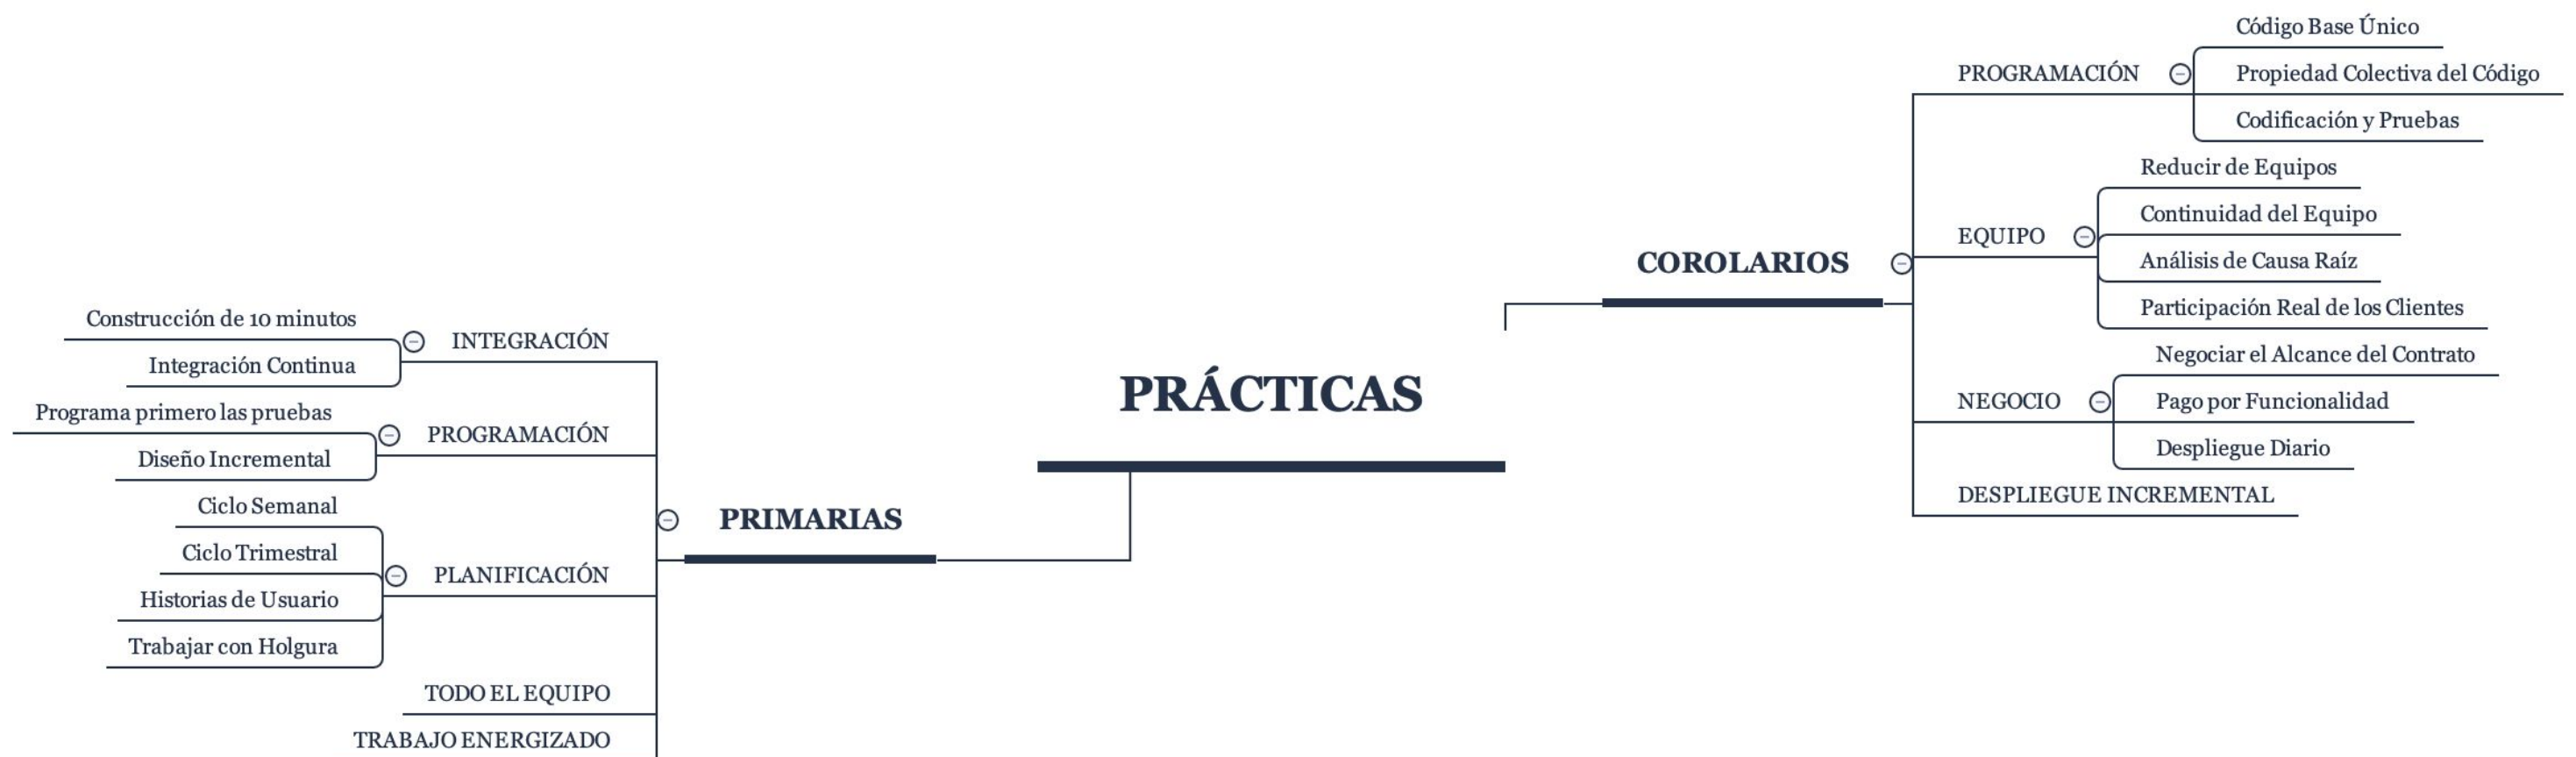 PRÁCTICAS
COROLARIOS
PROGRAMACIÓN
Código Base Único
Propiedad Colectiva del Código
Codificación y Pruebas
EQUIPO
Reducir de Equipos
Continuidad del Equipo
Análisis de Causa Raíz
Participación Real de los Clientes
NEGOCIO
Negociar el Alcance del Contrato
Pago por Funcionalidad
Despliegue Diario
DESPLIEGUE INCREMENTAL
PRIMARIAS
INTEGRACIÓN
Construcción de 10 minutos
Integración Continua
PROGRAMACIÓN
Programa primero las pruebas
Diseño Incremental
PLANIFICACIÓN
Ciclo Semanal
Ciclo Trimestral
Historias de Usuario
Trabajar con Holgura
TODO EL EQUIPO
TRABAJO ENERGIZADO